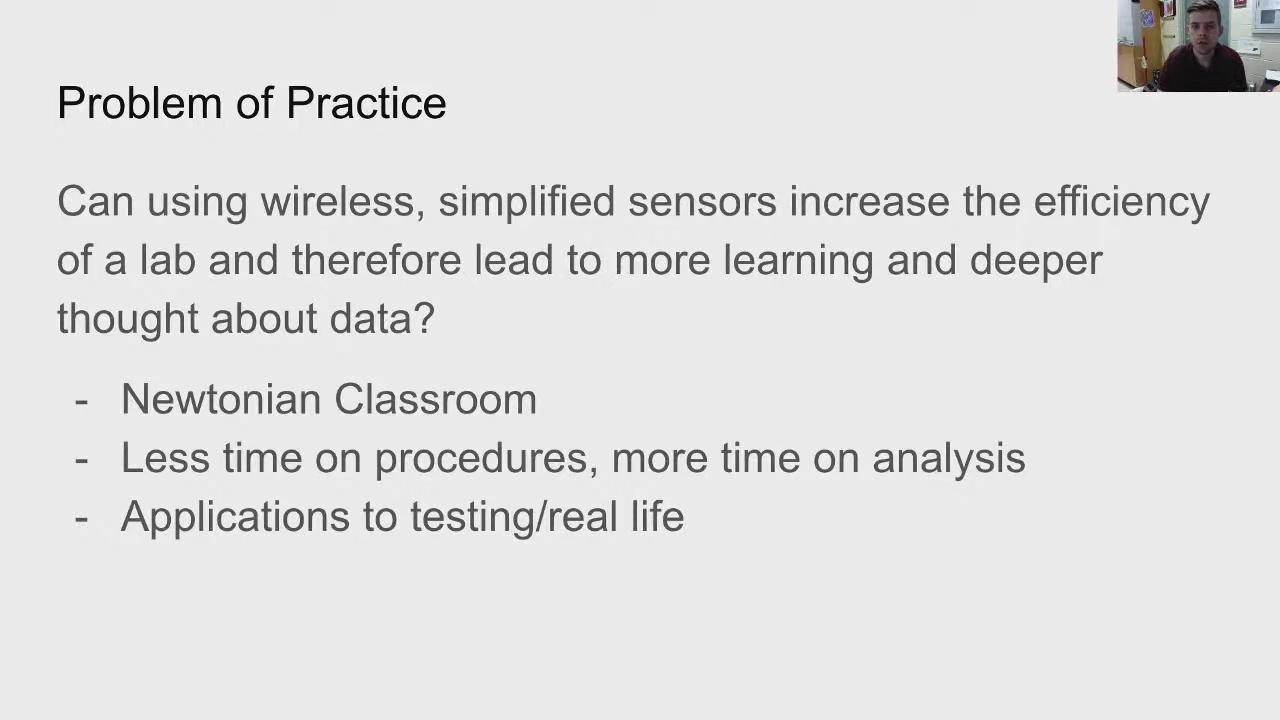 Problem of Practice
Can using wireless, simplified sensors increase the efficiency
of a lab and therefore lead to more learning and deeper
thought about data?
- Newtonian Classroom
- Less time on procedures, more time on analysis
- Applications to testing/real life